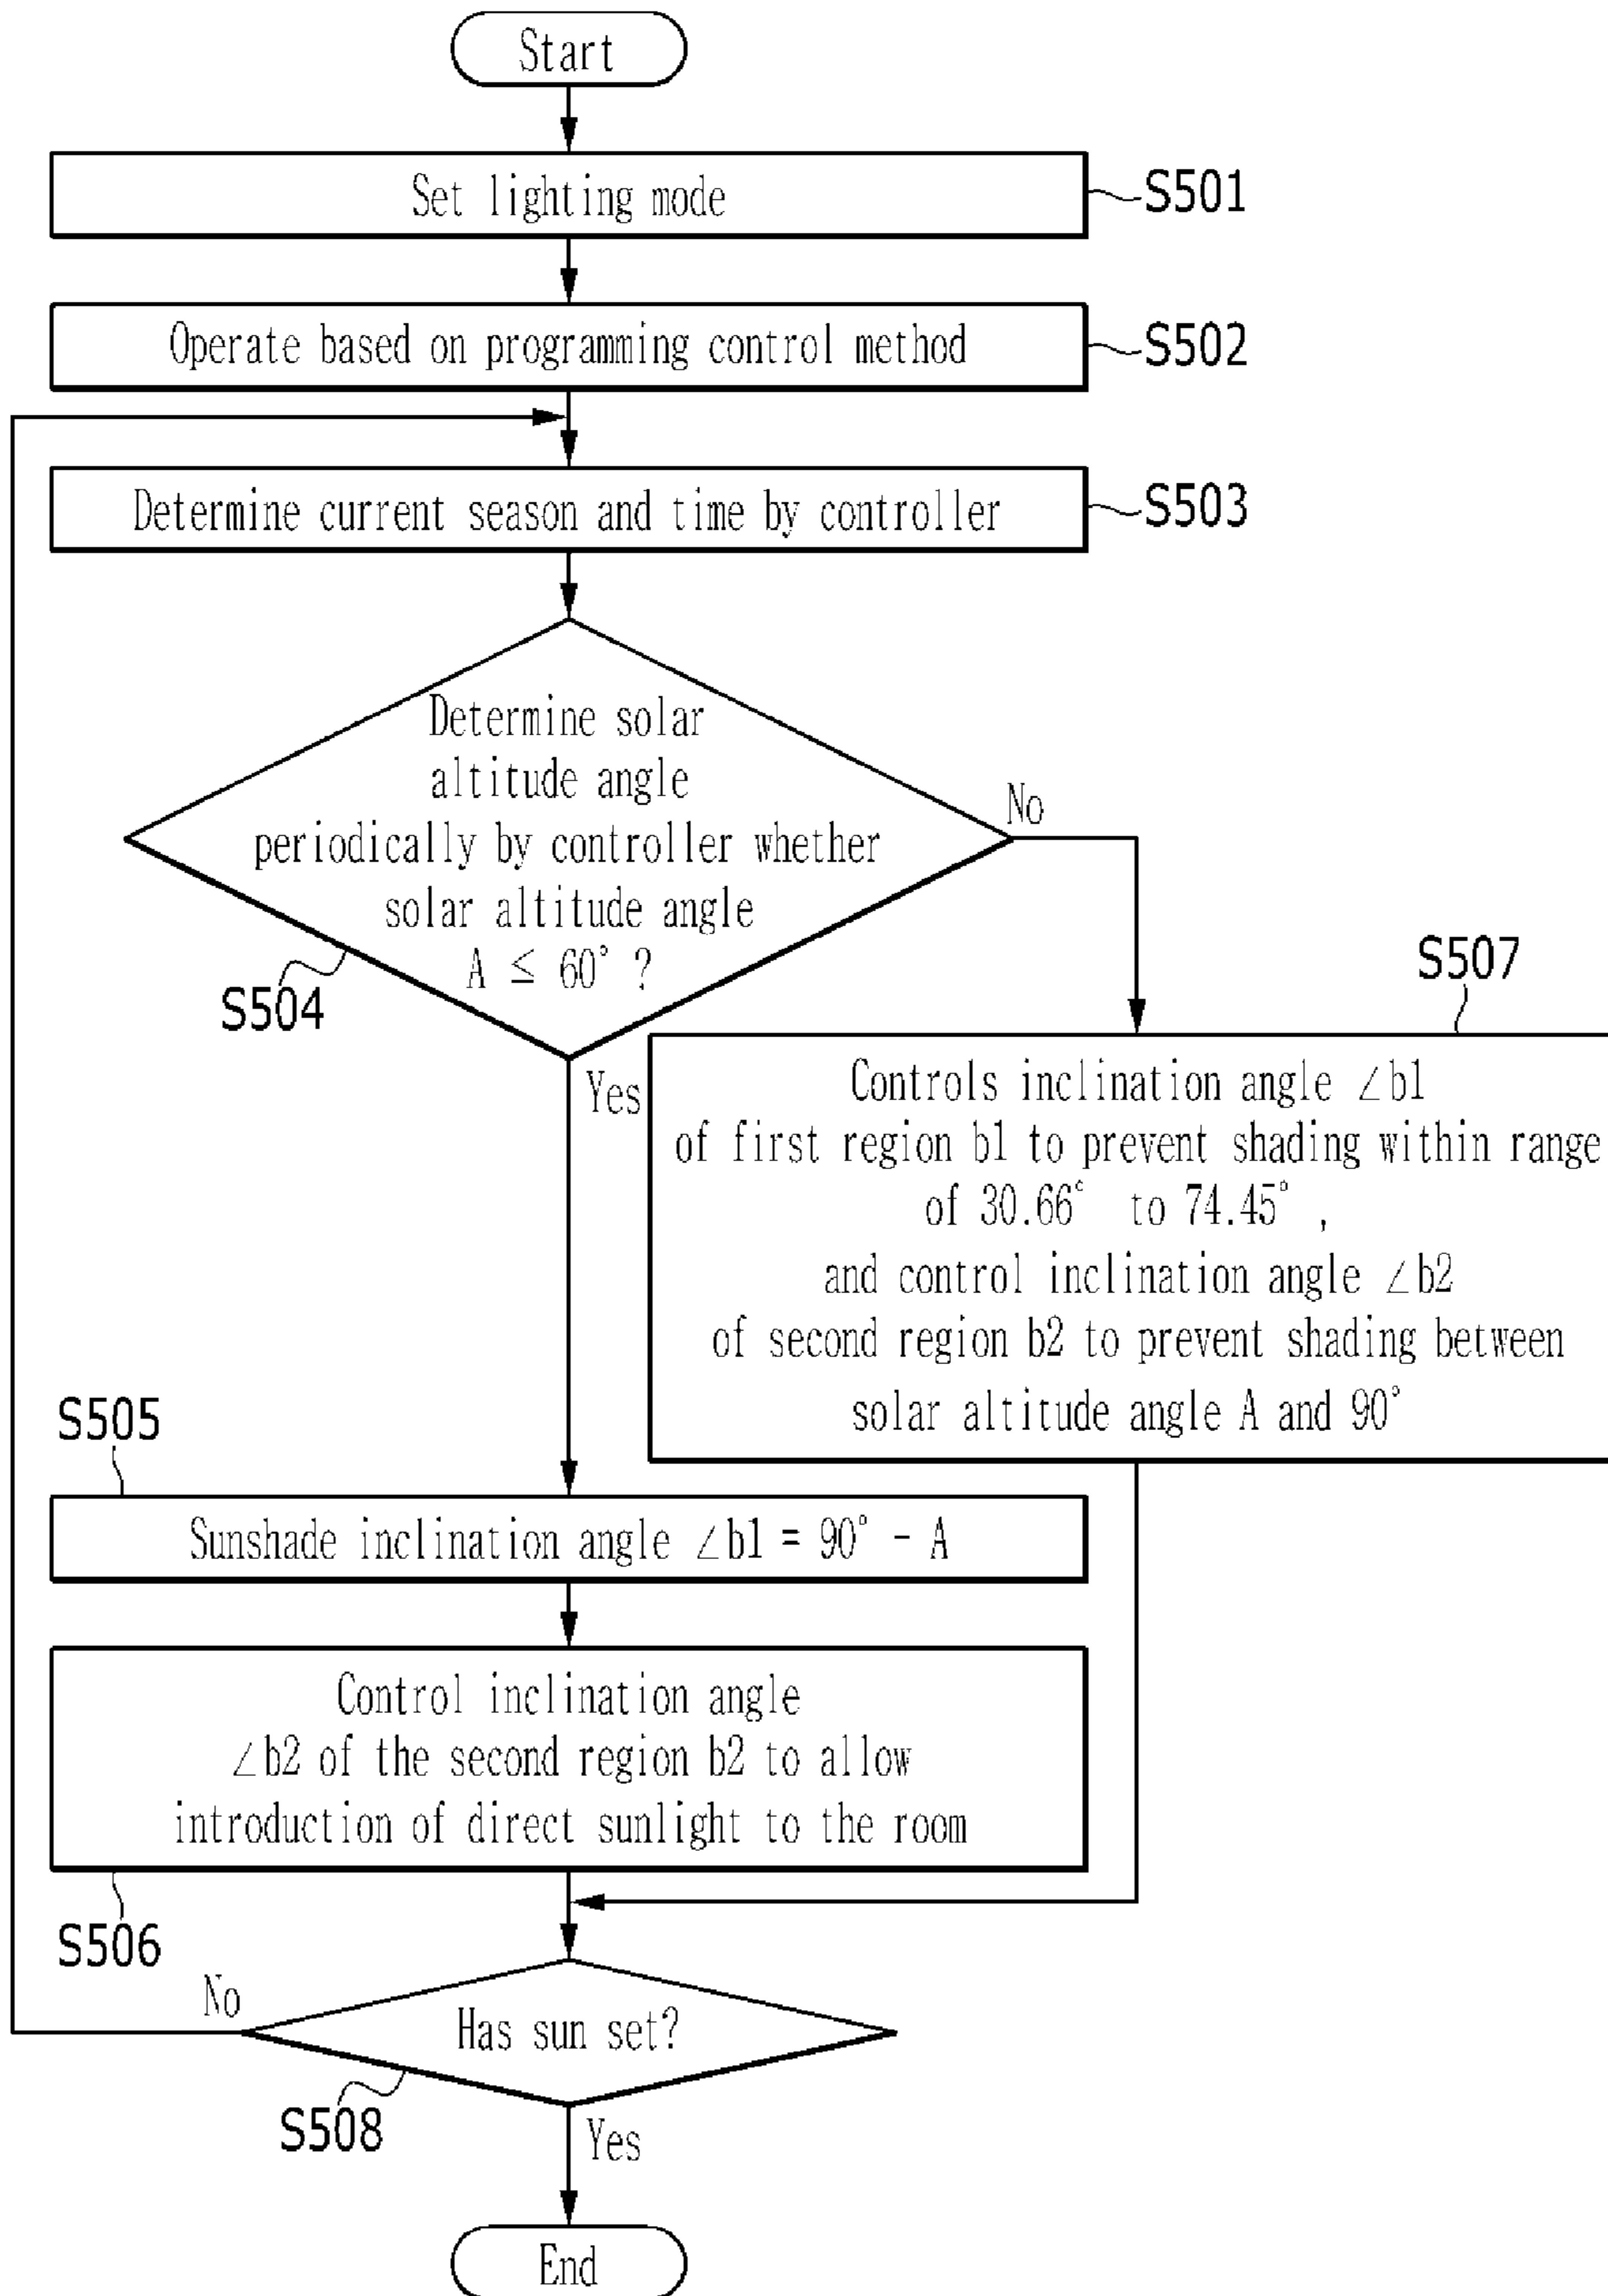 Start
Set lighting mode
S501
Operate based on programming control method
S502
Determine current season and time by controller
S503
Determine solar
altitude angle
periodically by controller whether
solar altitude angle
A ≤ 60° ?
S504
No
Yes
S507
Controls inclination angle ∠b1
of first region b1 to prevent shading within range
of 30.66° to 74.45° ,
and control inclination angle ∠b2
of second region b2 to prevent shading between
solar altitude angle A and 90°
S505
Sunshade inclination angle ∠b1 = 90° - A
Control inclination angle
∠b2 of the second region b2 to allow
introduction of direct sunlight to the room
S506
No
Has sun set?
S508
Yes
End